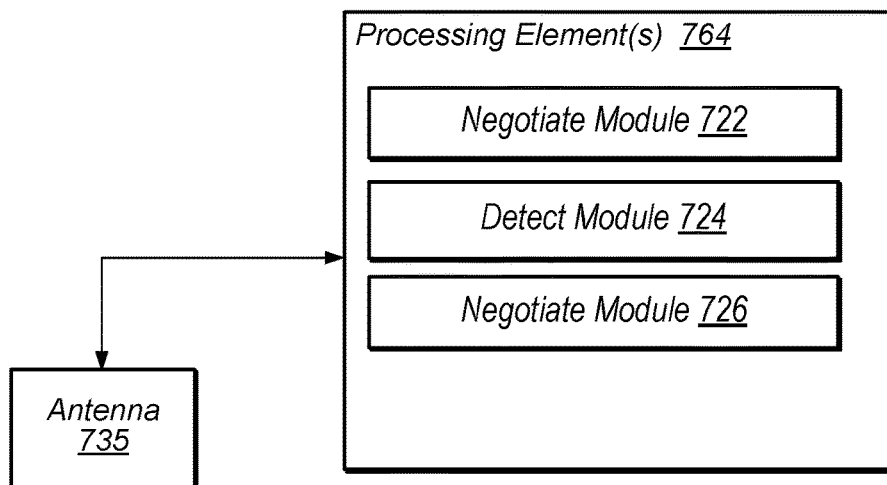 Processing Element(s) 764
Negotiate Module 722
Detect Module 724
Negotiate Module 726
Antenna
735